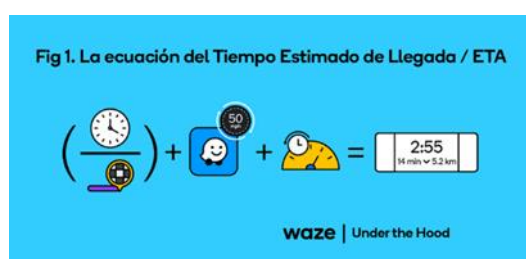 Fig 1. La ecuación del Tiempo Estimado de Llegada / ETA
50
mph
2:55
14 min 5.2 km
waze | Under the Hood